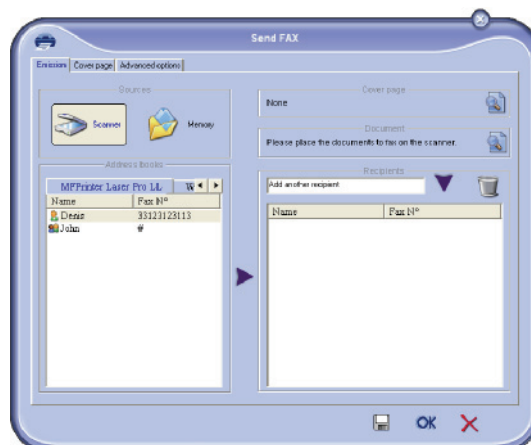 Send FAX
Emission Cover page Advanced options
Sources
Scanner
Memory
Cover page
None
Document
Please place the documents to fax on the scanner.
Address Books
MFPrinter Laser Pro LL
Name Fax N°
Denis 33123123113
John #
Recipients
Add another recipient
Name Fax N°
OK